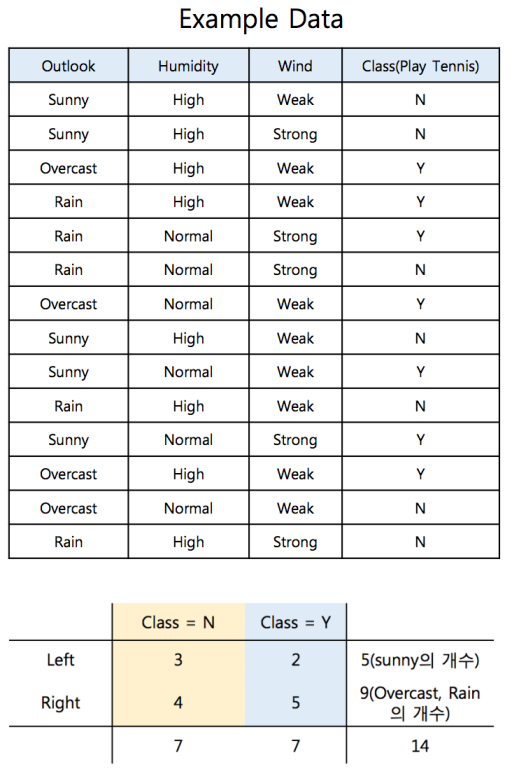 Example Data
Outlook Humidity Wind Class(Play Tennis)
Sunny High Weak N
Sunny High Strong N
Overcast High Weak Y
Rain High Weak Y
Rain Normal Strong Y
Rain Normal Strong N
Overcast Normal Weak Y
Sunny High Weak N
Sunny Normal Weak Y
Rain High Weak N
Sunny Normal Strong Y
Overcast High Weak Y
Overcast Normal Weak N
Rain High Strong N
Class = N Class = Y
Left 3 2 5(sunny의 개수)
Right 4 5 9(Overcast, Rain
의 개수)
7 7 14